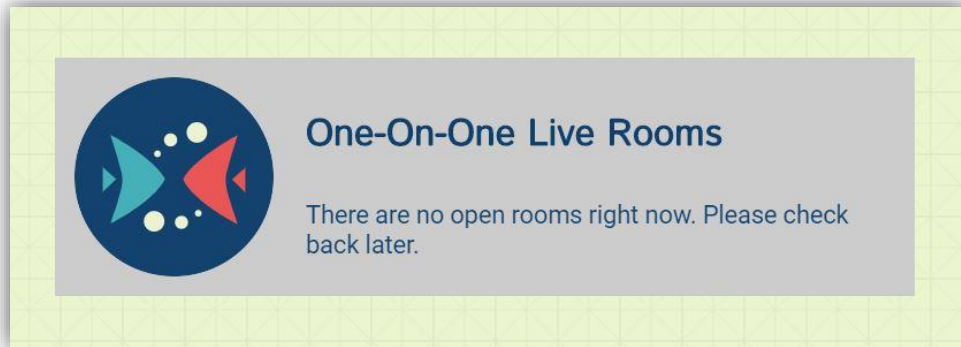 One-On-One Live Rooms
There are no open rooms right now. Please check
back later.